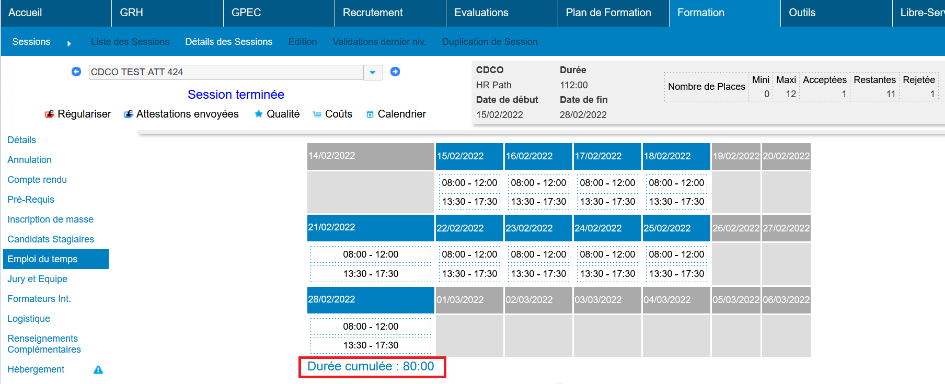 Accueil GRH GPEC Recrutement Evaluations Plan de Formation Formation Outils Libre-Serv
Sessions Liste des Sessions Détails des Sessions Edition Validations dernier niv. Duplication de Session
CDCO TEST ATT 424
Session terminée
Régulariser Attestations envoyées Qualité Coûts Calendrier
CDCO Durée
HR Path 112:00
Date de début Date de fin
15/02/2022 28/02/2022
Nombre de Places Mini Maxi Acceptées Restantes Rejetée
0 12 1 11 1
Détails
Annulation
Compte rendu
Pré-Requis
Inscription de masse
Candidats Stagiaires
Emploi du temps
Jury et Equipe
Formateurs Int.
Logistique
Renseignements
Complémentaires
Hébergement
14/02/2022 15/02/2022 16/02/2022 17/02/2022 18/02/2022 19/02/2022 20/02/2022
08:00 - 12:00 08:00 - 12:00 08:00 - 12:00 08:00 - 12:00
13:30 - 17:30 13:30 - 17:30 13:30 - 17:30 13:30 - 17:30
21/02/2022 22/02/2022 23/02/2022 24/02/2022 25/02/2022 26/02/2022 27/02/2022
08:00 - 12:00 08:00 - 12:00 08:00 - 12:00 08:00 - 12:00 08:00 - 12:00
13:30 - 17:30 13:30 - 17:30 13:30 - 17:30 13:30 - 17:30 13:30 - 17:30
28/02/2022 01/03/2022 02/03/2022 03/03/2022 04/03/2022 05/03/2022 06/03/2022
08:00 - 12:00
13:30 - 17:30
Durée cumulée : 80:00